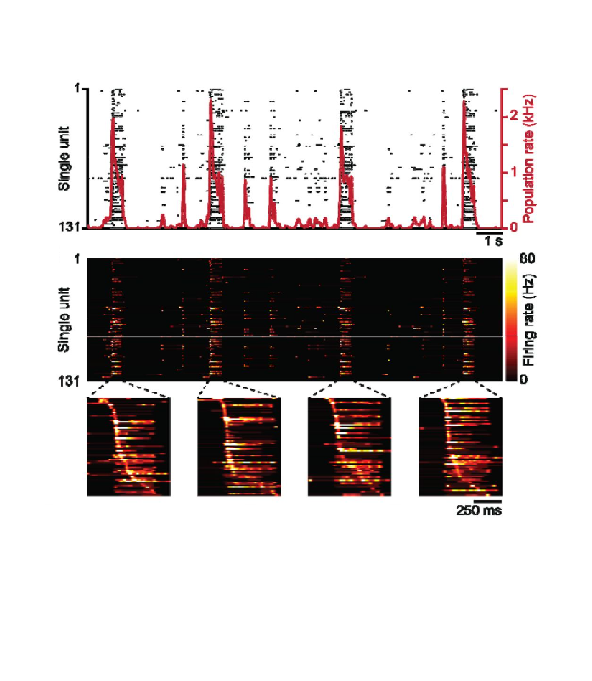 1
Single unit
131
2
1
0
Population rate (kHz)
1 s
1
Single unit
131
60
0
Firing rate (Hz)
250 ms